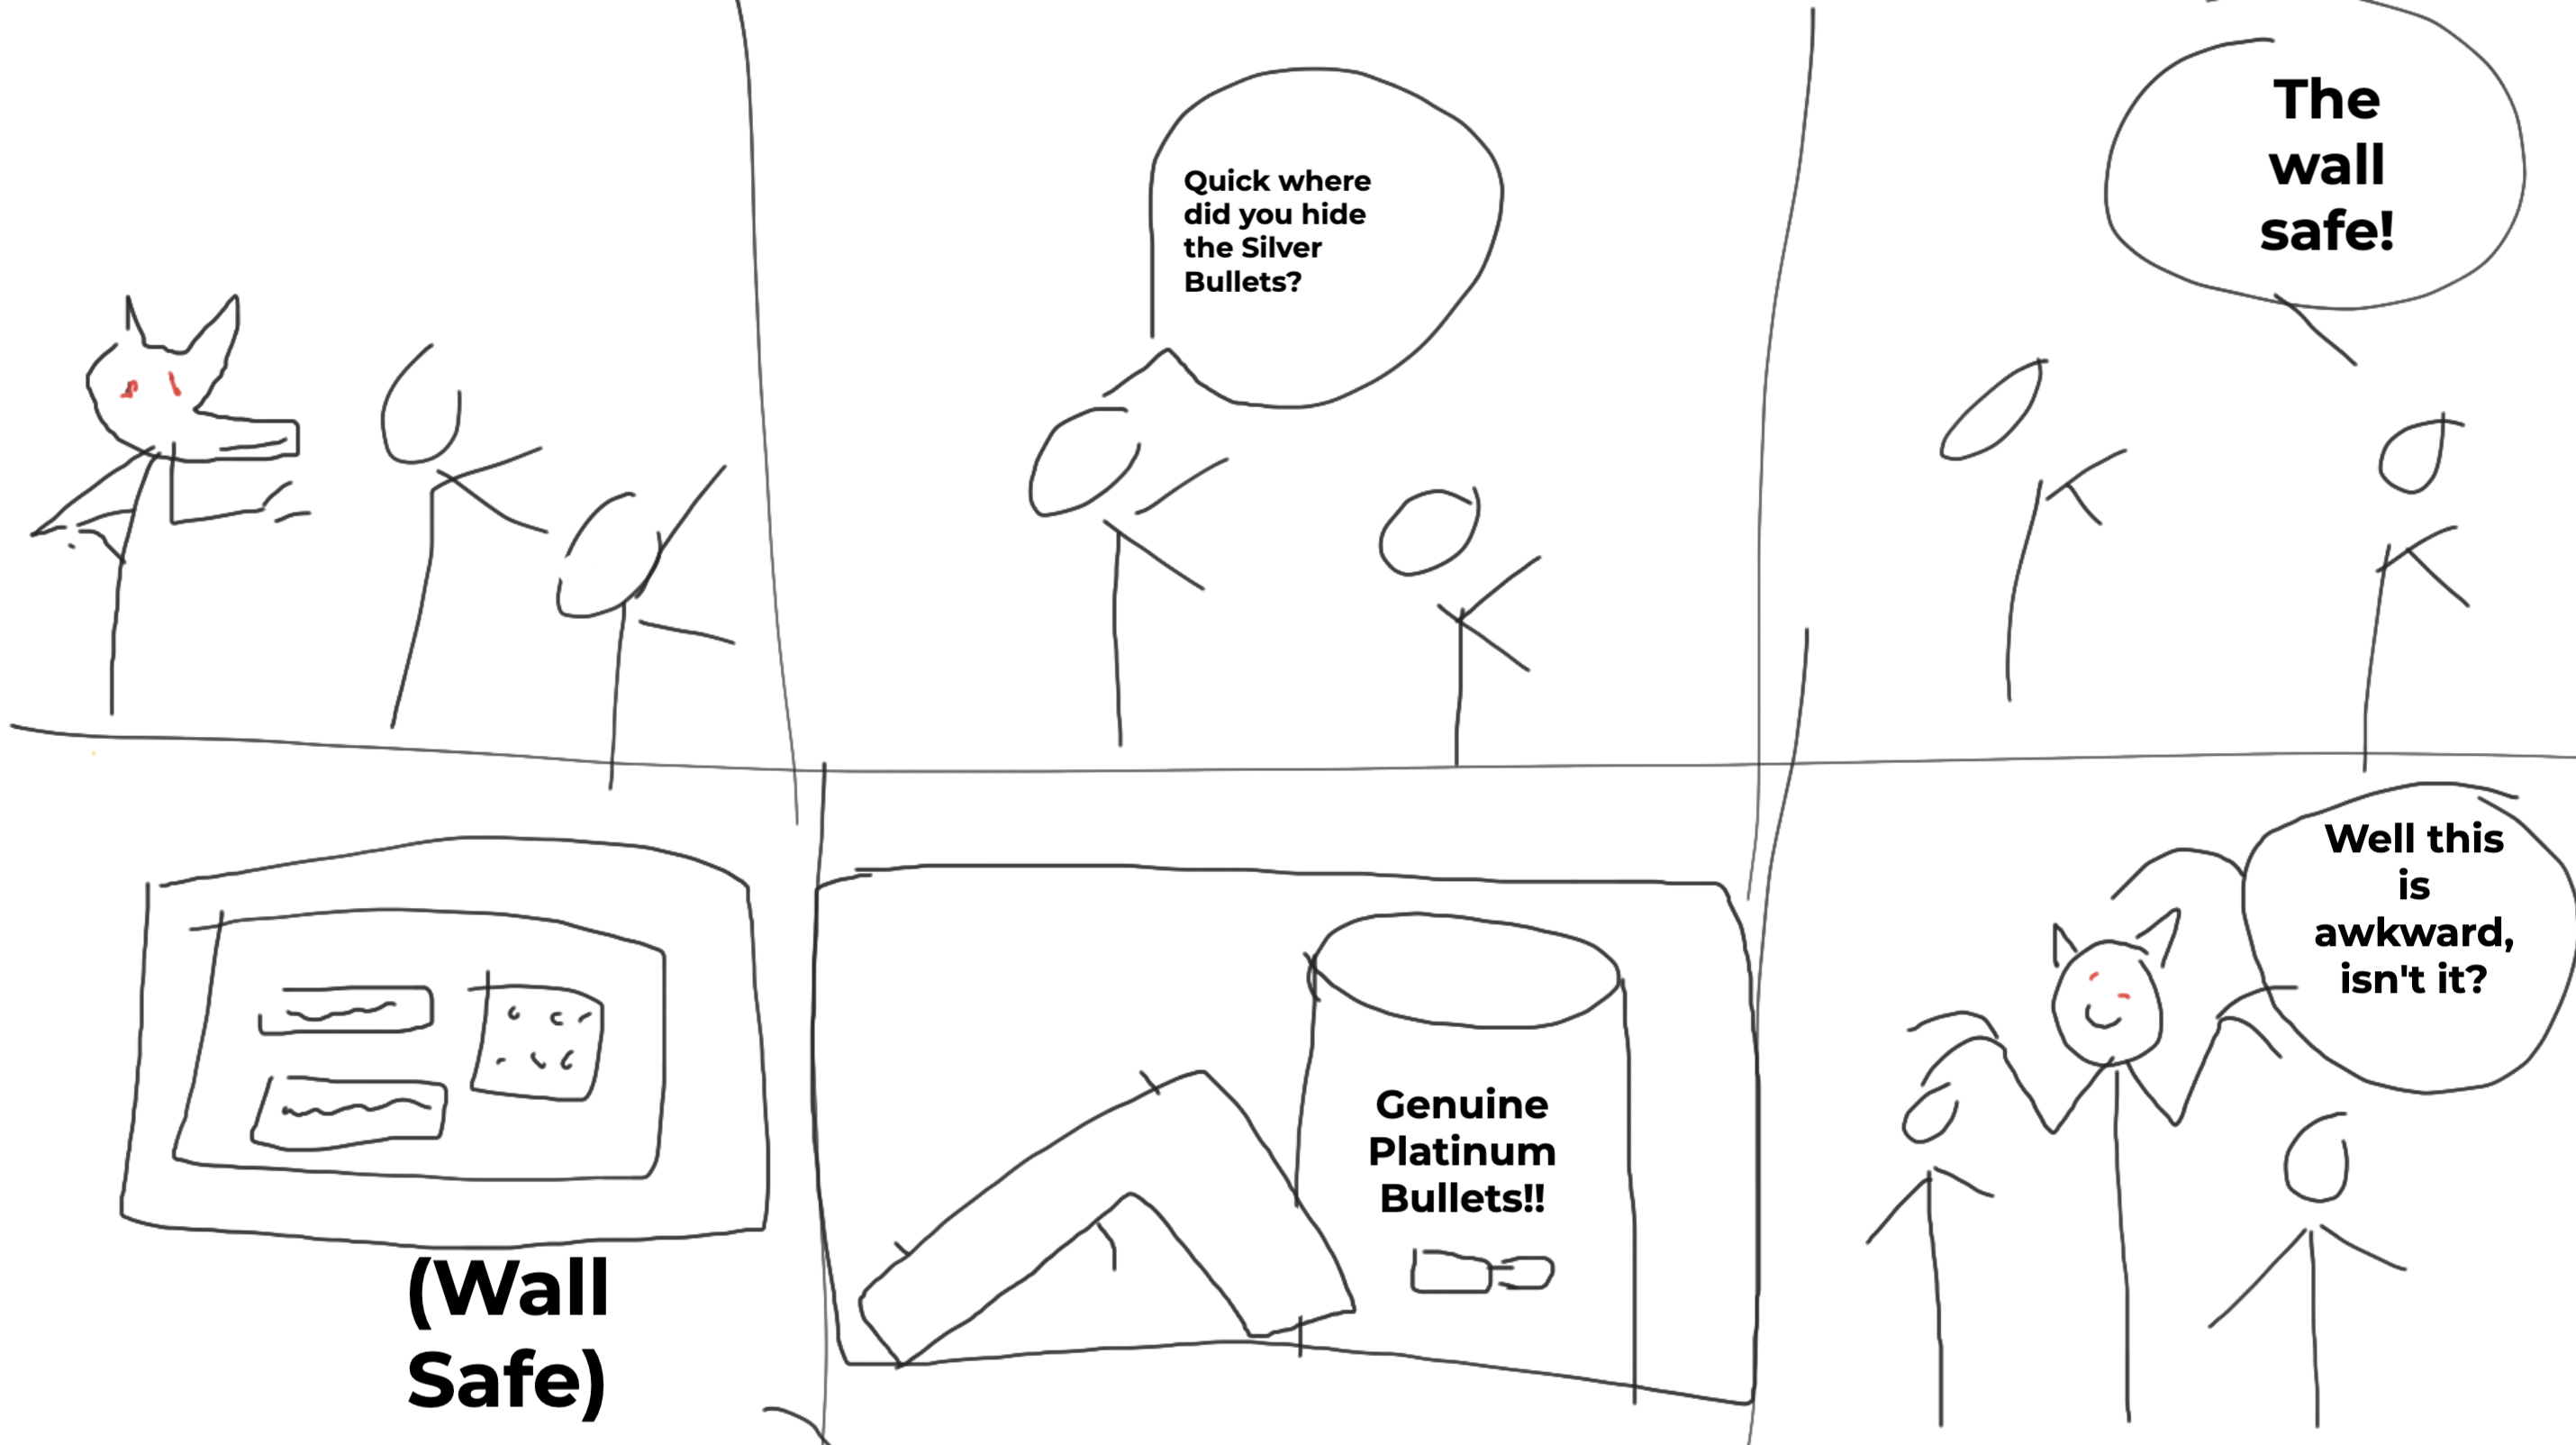 Quick where
did you hide
the Silver
Bullets?
The
wall
safe!
(Wall
Safe)
Genuine
Platinum
Bullets!!
Well this
is
awkward,
isn't it?